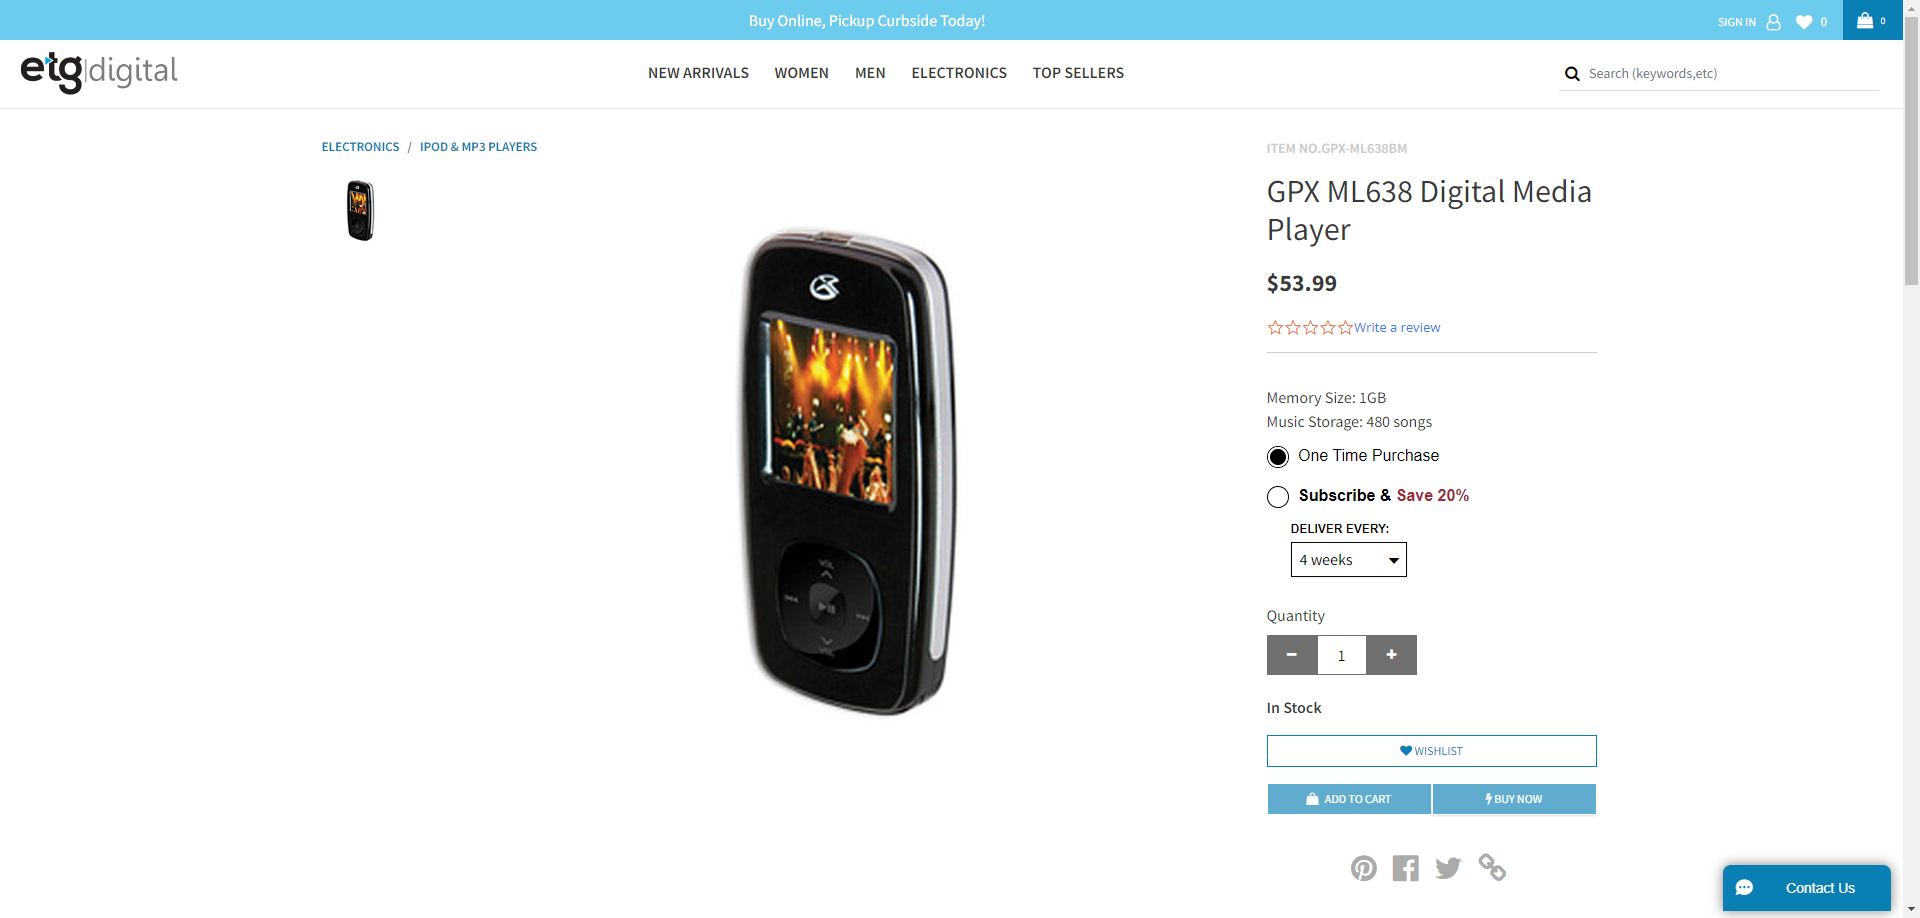 Buy Online, Pickup Curbside Today!
SIGN IN 0 0
etg|digital
NEW ARRIVALS WOMEN MEN ELECTRONICS TOP SELLERS
Search (keywords,etc)
ELECTRONICS / IPOD & MP3 PLAYERS
ITEM NO.GPX-ML638BM
GPX ML638 Digital Media
Player
$53.99
Write a review
Memory Size: 1GB
Music Storage: 480 songs
One Time Purchase
Subscribe & Save 20%
DELIVER EVERY:
4 weeks
Quantity
− 1 +
In Stock
WISHLIST
ADD TO CART BUY NOW
VOL
VOL
Contact Us